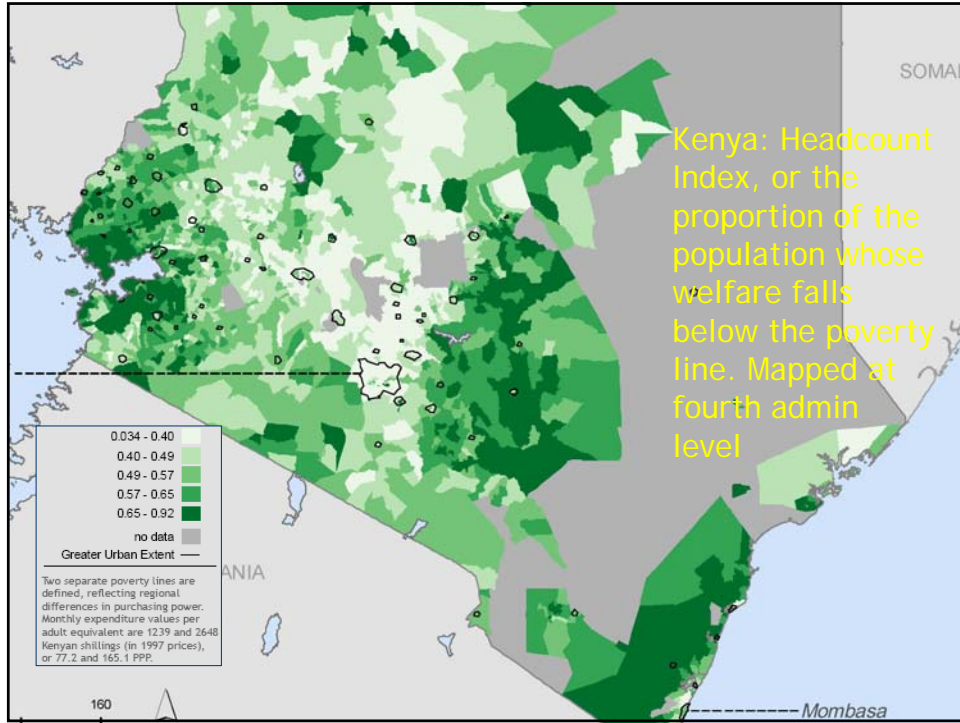 SOMA
Kenya: Headcount
Index, or the
proportion of the
population whose
welfare falls
below the poverty
line. Mapped at
fourth admin
level
0.034 - 0.40
0.40 - 0.49
0.49 - 0.57
0.57 - 0.65
0.65 - 0.92
no data
Greater Urban Extent
ANIA
Two separate poverty lines are
defined, reflecting regional
differences in purchasing power.
Monthly expenditure values per
adult equivalent are 1239 and 2648
Kenyan shillings (in 1997 prices),
or 77.2 and 165.1 PPP.
160
Mombasa